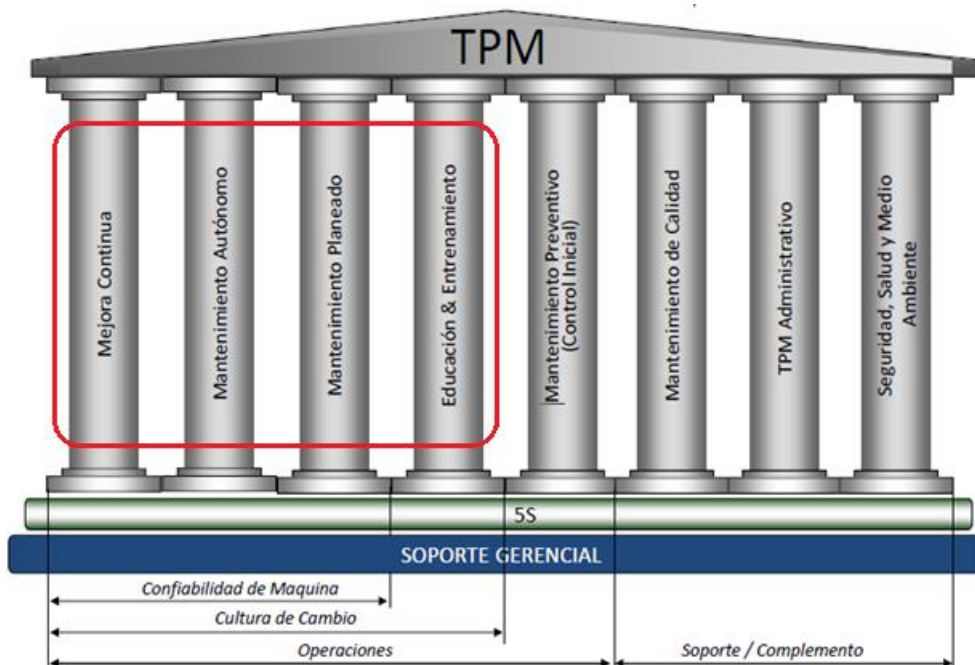 TPM
Mejora Continua
Mantenimiento Autónomo
Mantenimiento Planeado
Educación & Entrenamiento
Mantenimiento Preventivo
(Control Inicial)
Mantenimiento de Calidad
TPM Administrativo
Seguridad, Salud y Medio
Ambiente
5S
SOPORTE GERENCIAL
Confiabilidad de Maquina
Cultura de Cambio
Operaciones
Soporte / Complemento